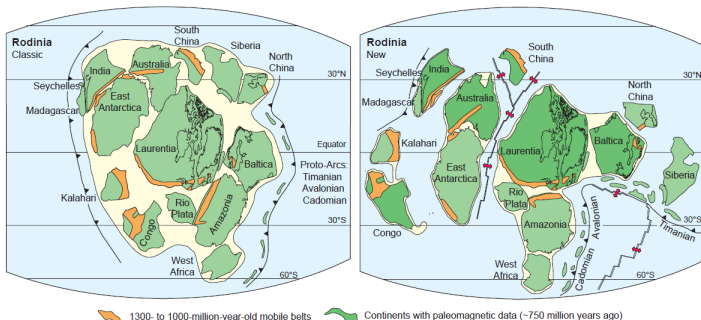 Rodinia
Classic
South
China
Siberia
North
China
India
Australia
Seychelles
East
Antarctica
Madagascar
Laurentia
Baltica
Kalahari
Rio
Plata
Amazonia
Congo
West
Africa
30°N
Equator
Proto-Arcs:
Timanian
Avalonian
Cadomian
30°S
60°S
Rodinia
New
South
China
India
Seychelles
Australia
Madagascar
30°N
North
China
Kalahari
East
Antarctica
Laurentia
Baltica
Siberia
Rio
Plata
Amazonia
Congo
West
Africa
Cadomian
Avalonian
Timanian
30°S
60°S
1300- to 1000-million-year-old mobile belts
Continents with paleomagnetic data (~750 million years ago)